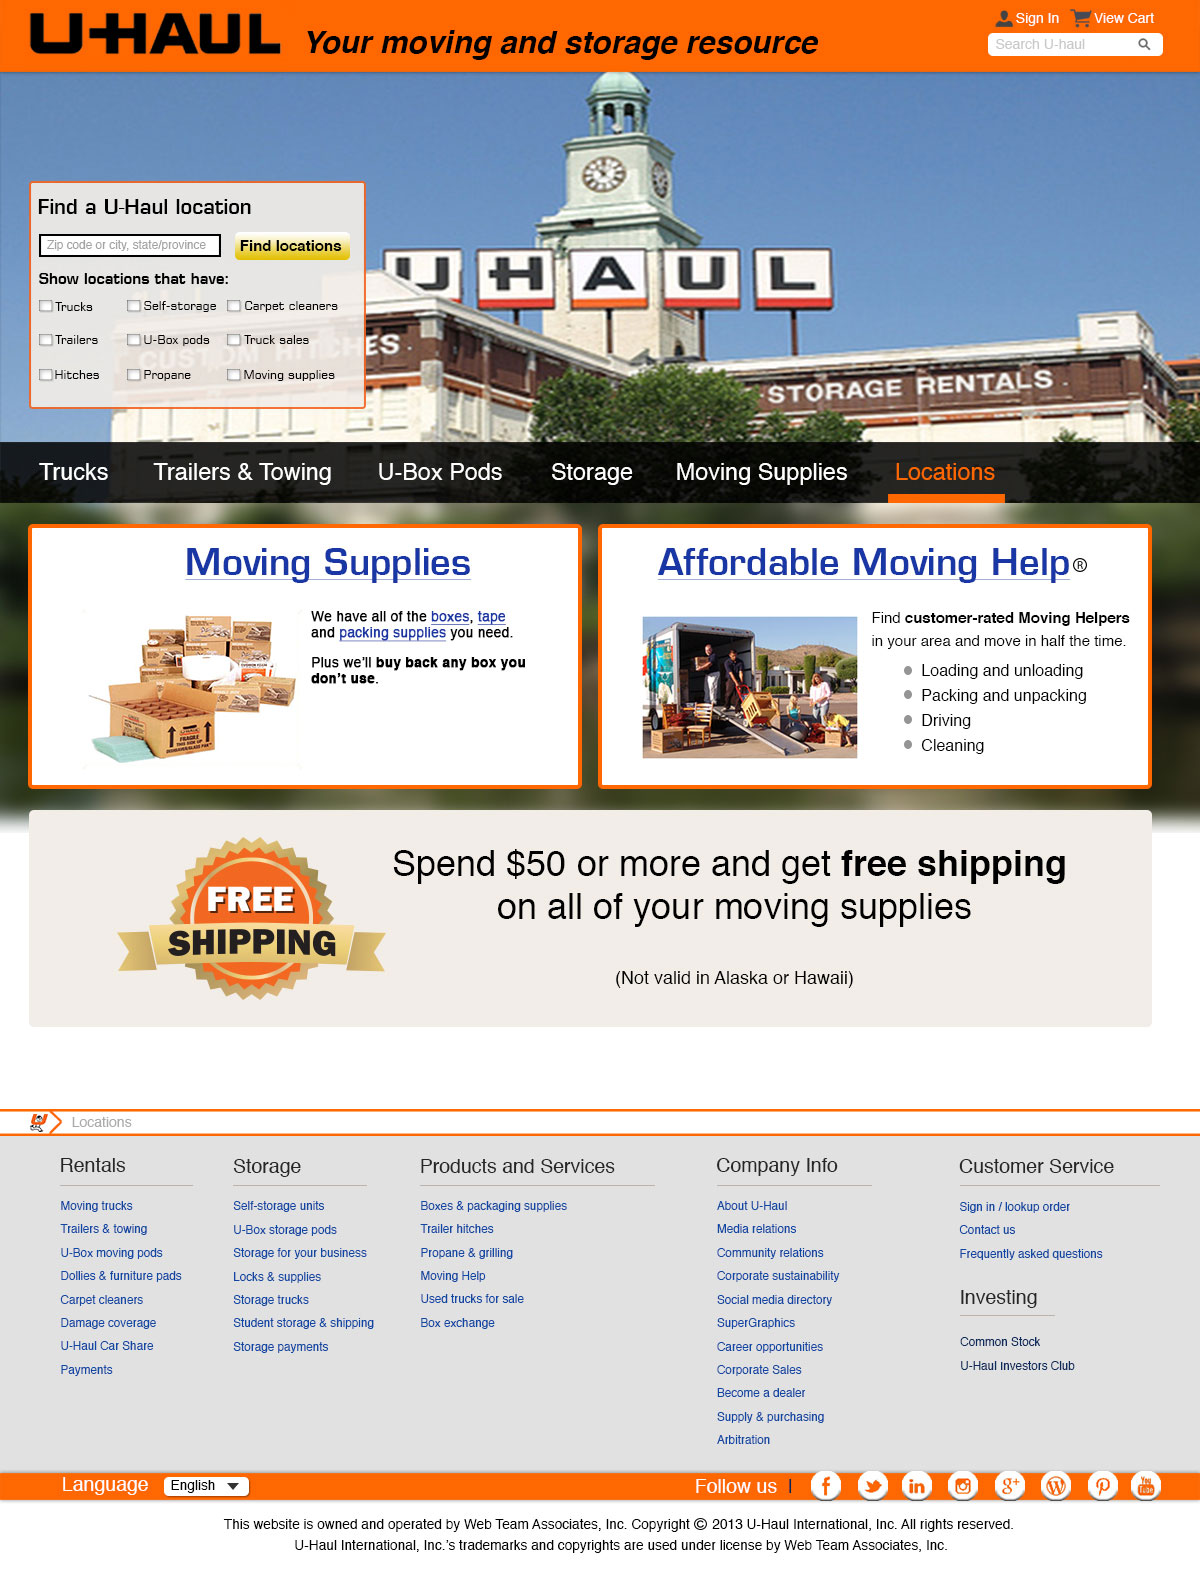 U-HAUL
Your moving and storage resource
Sign In
View Cart
Search U-haul
Find a U-Haul location
Zip code or city, state/province
Find locations
Show locations that have:
Trucks
Self-storage
Carpet cleaners
Trailers
U-Box pods
Truck sales
Hitches
Propane
Moving supplies
U HAUL
CUSTOM HITCHES
STORAGE RENTALS
Trucks
Trailers & Towing
U-Box Pods
Storage
Moving Supplies
Locations
Moving Supplies
We have all of the boxes, tape
and packing supplies you need.
Plus we'll buy back any box you
don't use.
FRAGILE
THIS SIDE UP
Affordable Moving Help®
Find customer-rated Moving Helpers
in your area and move in half the time.
Loading and unloading
Packing and unpacking
Driving
Cleaning
FREE
SHIPPING
Spend $50 or more and get free shipping
on all of your moving supplies
(Not valid in Alaska or Hawaii)
U
Locations
Rentals
Moving trucks
Trailers & towing
U-Box moving pods
Dollies & furniture pads
Carpet cleaners
Damage coverage
U-Haul Car Share
Payments
Storage
Self-storage units
U-Box storage pods
Storage for your business
Locks & supplies
Storage trucks
Student storage & shipping
Storage payments
Products and Services
Boxes & packaging supplies
Trailer hitches
Propane & grilling
Moving Help
Used trucks for sale
Box exchange
Company Info
About U-Haul
Media relations
Community relations
Corporate sustainability
Social media directory
SuperGraphics
Career opportunities
Corporate Sales
Become a dealer
Supply & purchasing
Arbitration
Customer Service
Sign in / lookup order
Contact us
Frequently asked questions
Investing
Common Stock
U-Haul Investors Club
Language
English
Follow us |
f
in
g+
W
You
Tube
This website is owned and operated by Web Team Associates, Inc. Copyright © 2013 U-Haul International, Inc. All rights reserved.
U-Haul International, Inc.'s trademarks and copyrights are used under license by Web Team Associates, Inc.